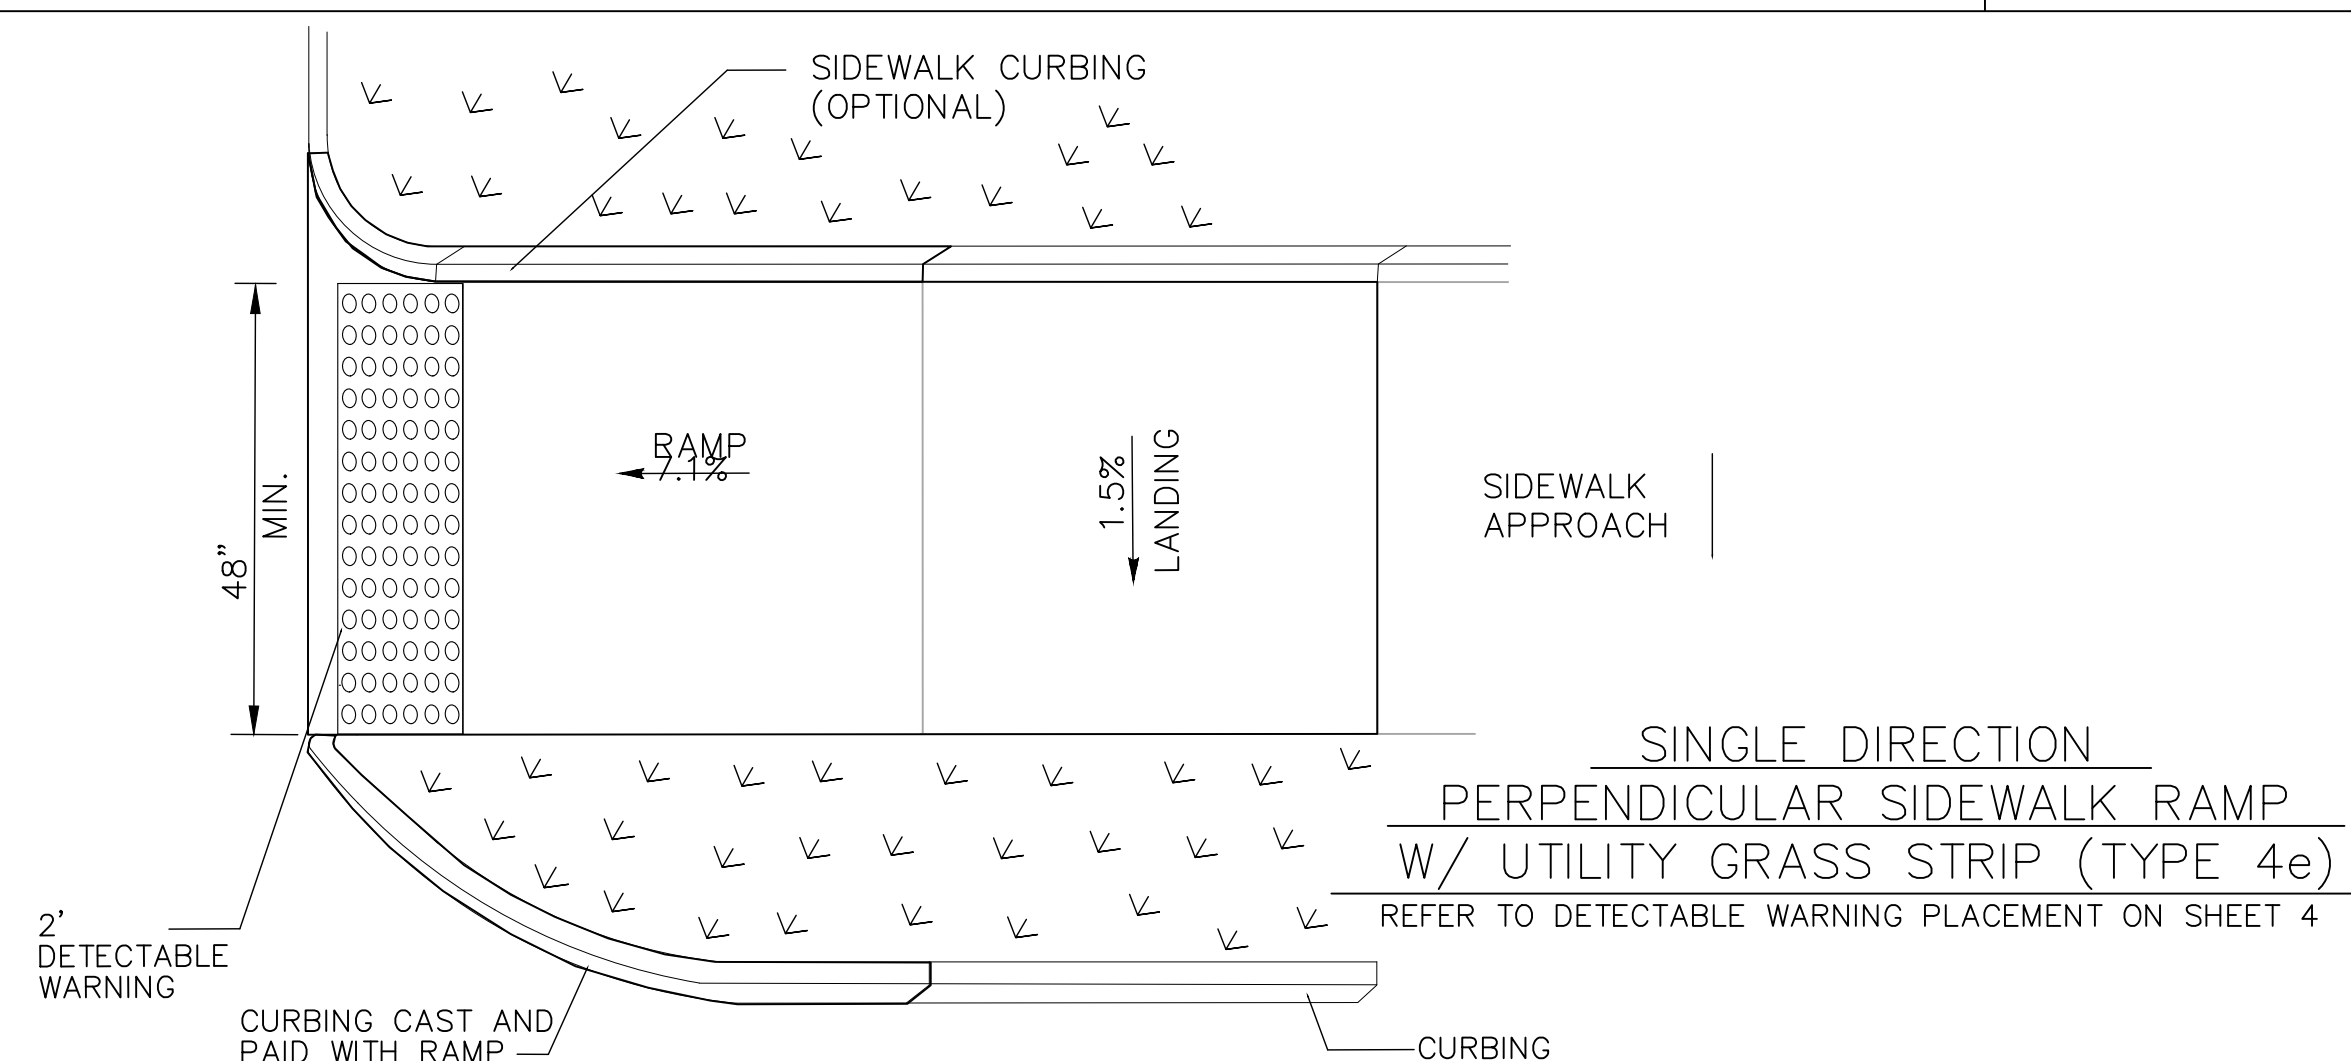 SIDEWALK CURBING
(OPTIONAL)
RAMP
7.1%
1.5%
LANDING
48"
MIN.
SIDEWALK
APPROACH
SINGLE DIRECTION
PERPENDICULAR SIDEWALK RAMP
W/ UTILITY GRASS STRIP (TYPE 4e)
REFER TO DETECTABLE WARNING PLACEMENT ON SHEET 4
2'
DETECTABLE
WARNING
CURBING CAST AND
PAID WITH RAMP
CURBING